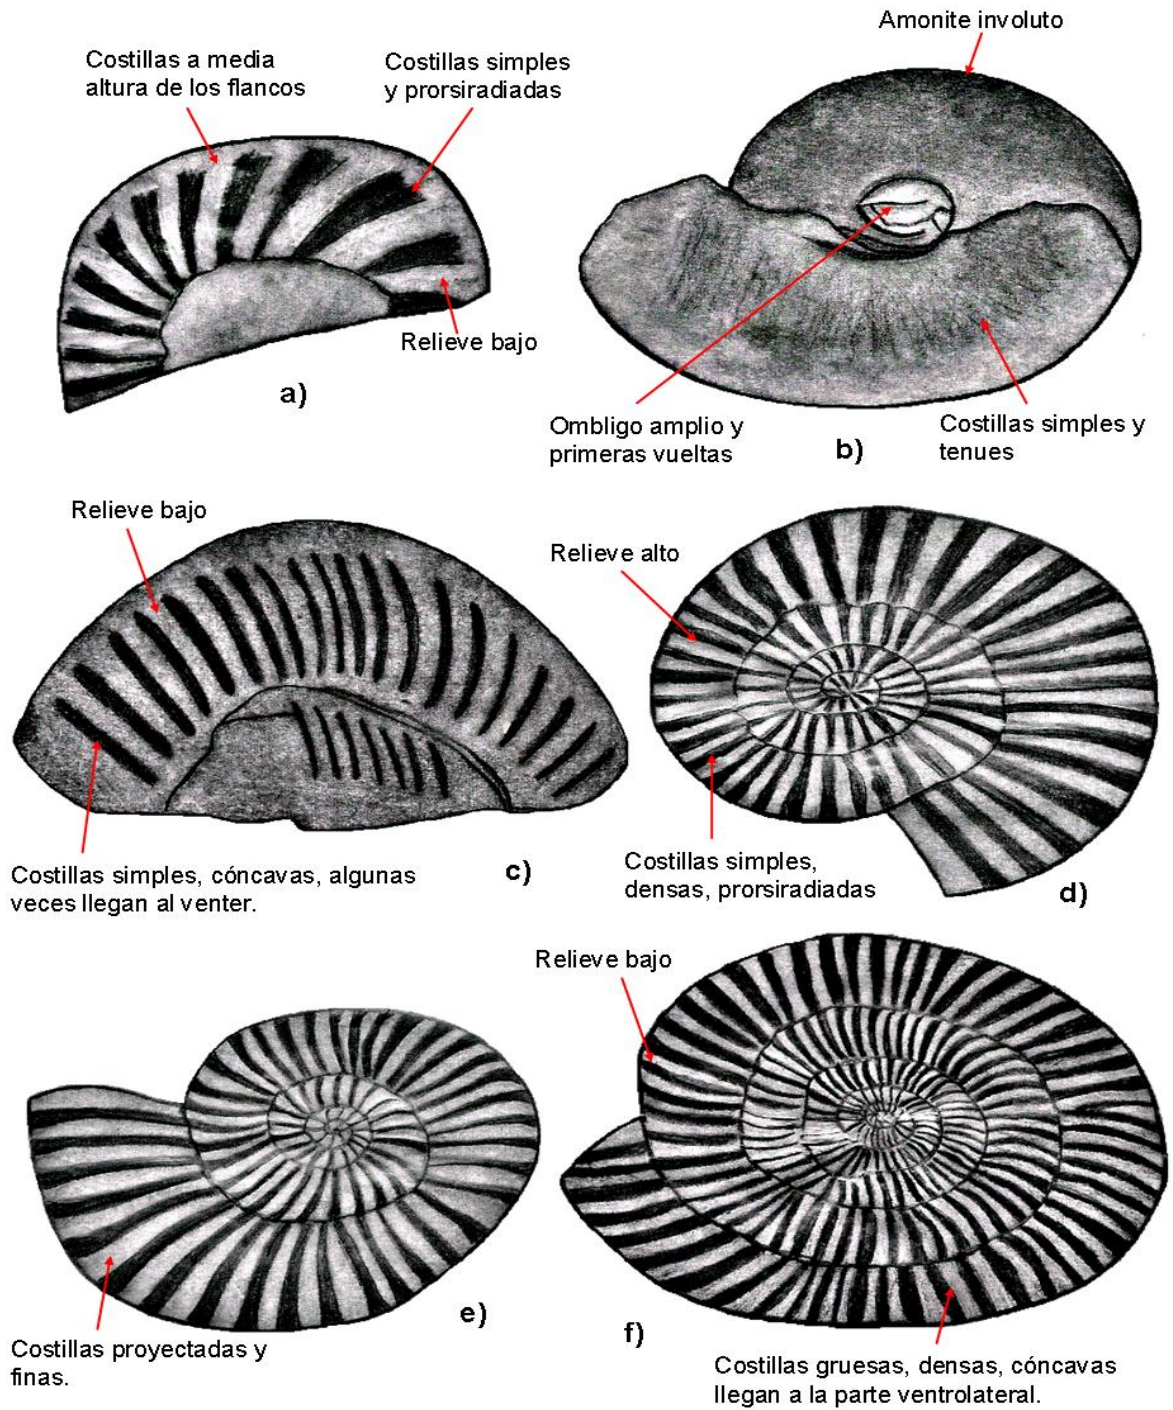 Amonite involuto
Costillas a media
altura de los flancos
Costillas simples
y prorsiradiadas
Relieve bajo
a)
Ombligo amplio y
primeras vueltas
b)
Costillas simples y
tenues
Relieve bajo
Costillas simples, cóncavas, algunas
veces llegan al venter.
c)
Relieve alto
Costillas simples,
densas, prorsiradiadas
d)
Costillas proyectadas y
finas.
e)
Relieve bajo
f)
Costillas gruesas, densas, cóncavas
llegan a la parte ventrolateral.